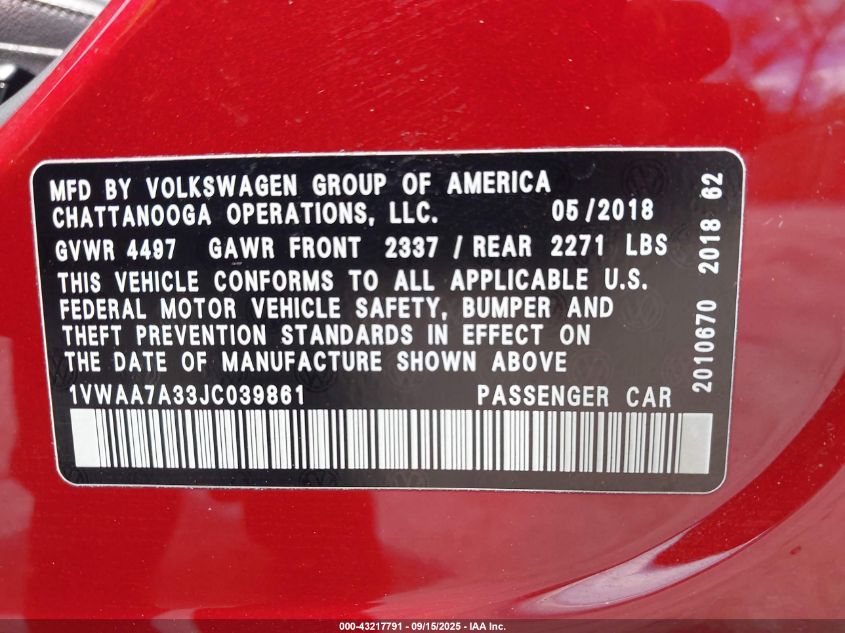 MFD BY VOLKSWAGEN GROUP OF AMERICA
CHATTANOOGA OPERATIONS, LLC. 05/2018
GVWR 4497 GAWR FRONT 2337 / REAR 2271 LBS
THIS VEHICLE CONFORMS TO ALL APPLICABLE U.S.
FEDERAL MOTOR VEHICLE SAFETY, BUMPER AND
THEFT PREVENTION STANDARDS IN EFFECT ON
THE DATE OF MANUFACTURE SHOWN ABOVE
1VWAA7A33JC039861 PASSENGER CAR
2010670 2018 62
000-43217791 - 09/15/2025 - IAA Inc.